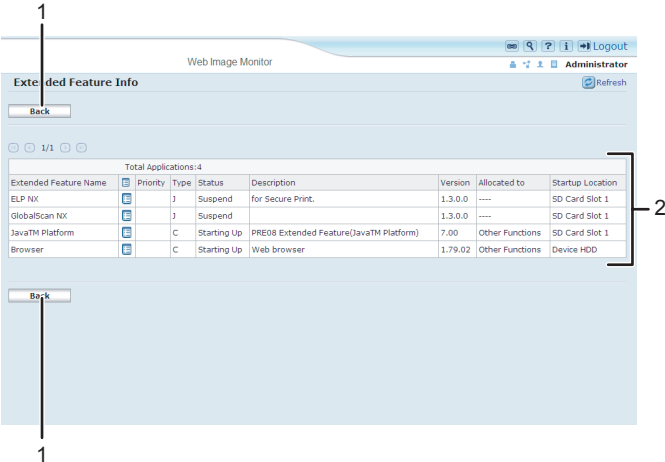 1
Logout
Web Image Monitor
Administrator
Extended Feature Info
Refresh
Back
1/1
Total Applications:4
Extended Feature Name Priority Type Status Description Version Allocated to Startup Location
ELP NX J Suspend for Secure Print. 1.3.0.0 ---- SD Card Slot 1
GlobalScan NX J Suspend 1.3.0.0 ---- SD Card Slot 1
2
JavaTM Platform C Starting Up PRE08 Extended Feature(JavaTM Platform) 7.00 Other Functions SD Card Slot 1
Browser C Starting Up Web browser 1.79.02 Other Functions Device HDD
Back
1